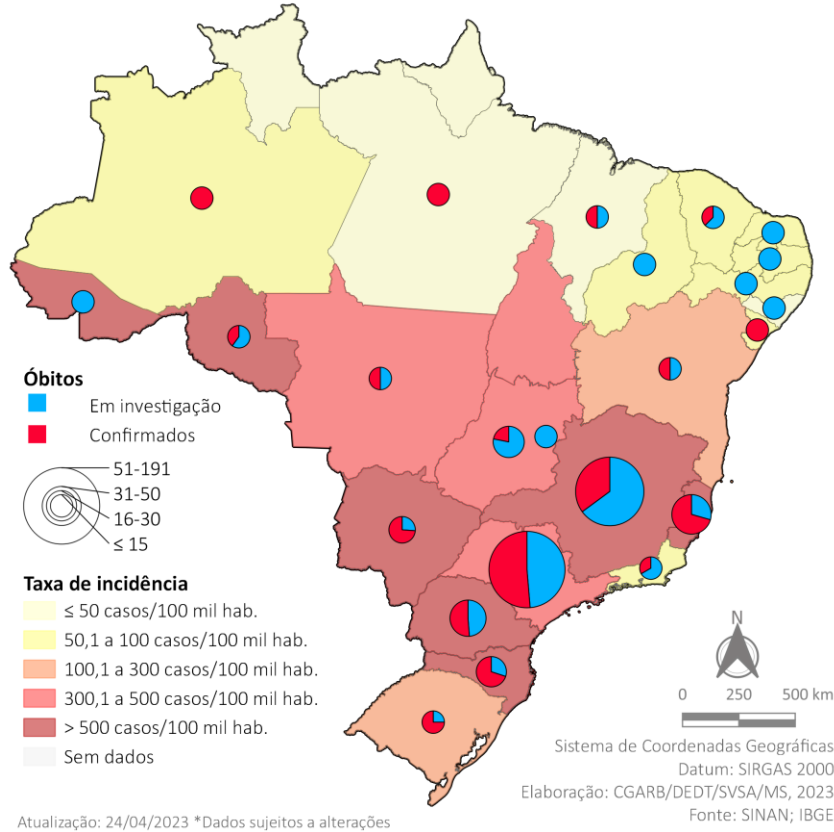 Óbitos
Em investigação
Confirmados
51-191
31-50
16-30
≤ 15
Taxa de incidência
≤ 50 casos/100 mil hab.
50,1 a 100 casos/100 mil hab.
100,1 a 300 casos/100 mil hab.
300,1 a 500 casos/100 mil hab.
> 500 casos/100 mil hab.
Sem dados
N
0 250 500 km
Sistema de Coordenadas Geográficas
Datum: SIRGAS 2000
Elaboração: CGARB/DEDT/SVSA/MS, 2023
Fonte: SINAN; IBGE
Atualização: 24/04/2023 *Dados sujeitos a alterações